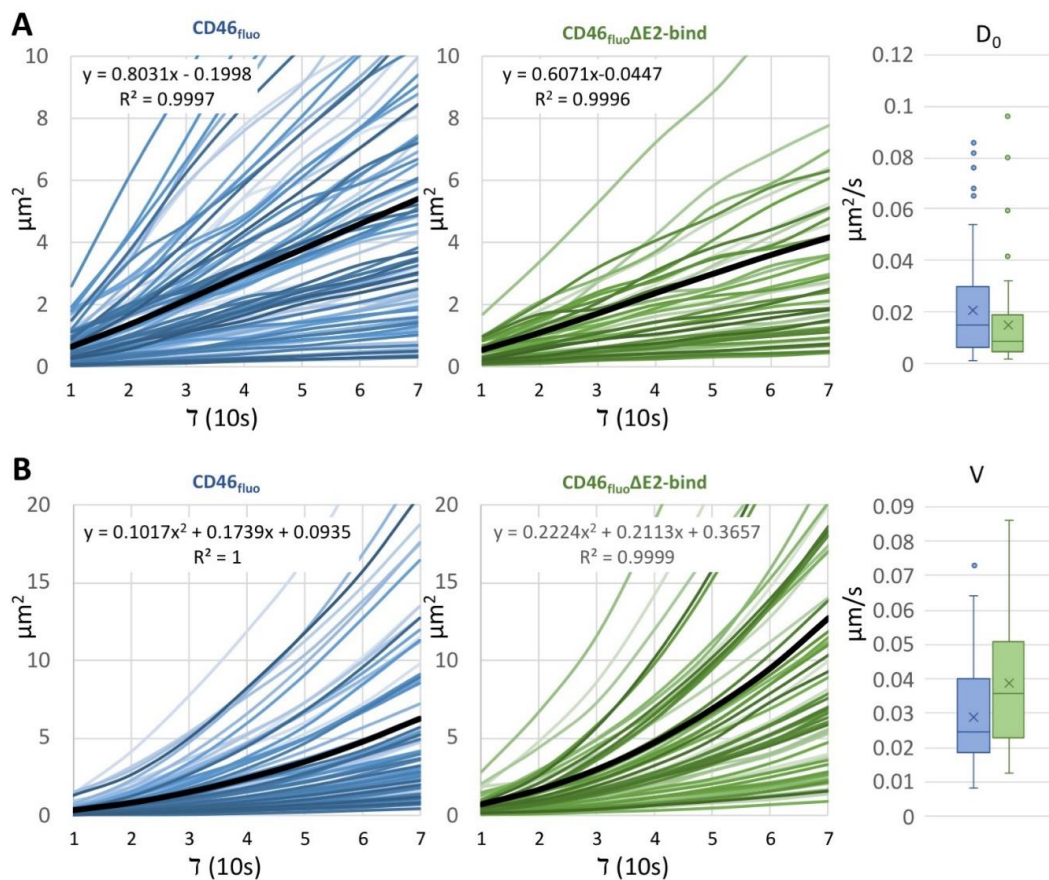 A
CD46fluo
CD46fluoΔE2-bind
D0
y = 0.8031x - 0.1998
R² = 0.9997
y = 0.6071x-0.0447
R² = 0.9996
μm²
10
8
6
4
2
0
1 2 3 4 5 6 7
ד (10s)
μm²
10
8
6
4
2
0
1 2 3 4 5 6 7
ד (10s)
μm²/s
0.12
0.1
0.08
0.06
0.04
0.02
0
B
CD46fluo
CD46fluoΔE2-bind
V
y = 0.1017x² + 0.1739x + 0.0935
R² = 1
y = 0.2224x² + 0.2113x + 0.3657
R² = 0.9999
μm²
20
15
10
5
0
1 2 3 4 5 6 7
ד (10s)
μm²
20
15
10
5
0
1 2 3 4 5 6 7
ד (10s)
μm/s
0.09
0.08
0.07
0.06
0.05
0.04
0.03
0.02
0.01
0